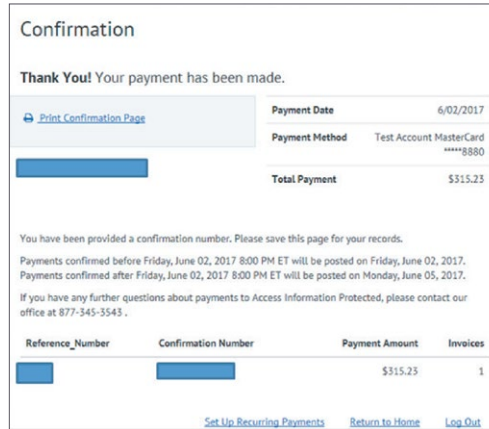 Confirmation
Thank You! Your payment has been made.
Print Confirmation Page
Payment Date 6/02/2017
Payment Method Test Account MasterCard
*****8880
Total Payment $315.23
You have been provided a confirmation number. Please save this page for your records.
Payments confirmed before Friday, June 02, 2017 8:00 PM ET will be posted on Friday, June 02, 2017.
Payments confirmed after Friday, June 02, 2017 8:00 PM ET will be posted on Monday, June 05, 2017.
If you have any further questions about payments to Access Information Protected, please contact our
office at 877-345-3543 .
Reference_Number Confirmation Number Payment Amount Invoices
$315.23 1
Set Up Recurring Payments Return to Home Log Out